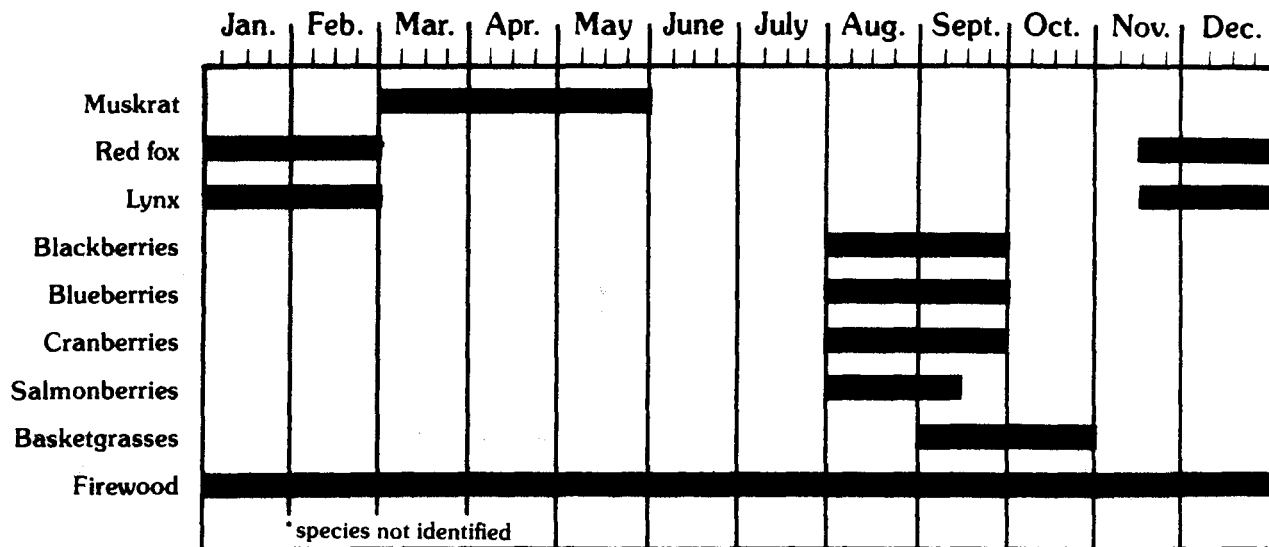 Jan. Feb. Mar. Apr. May June July Aug. Sept. Oct. Nov. Dec.
Muskrat
Red fox
Lynx
Blackberries
Blueberries
Cranberries
Salmonberries
Basketgrasses
Firewood
*species not identified